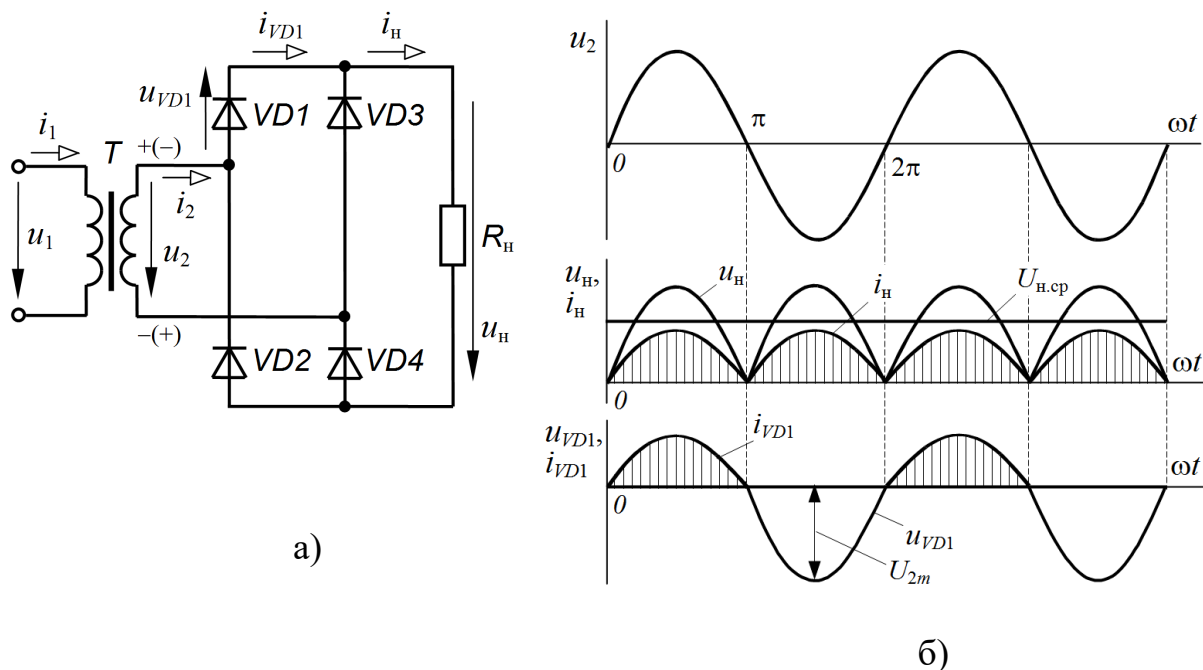 i_VD1
i_н
u_VD1
VD1
VD3
i_1
T
+(−)
i_2
u_1
u_2
R_н
−(+)
u_н
VD2
VD4
а)
u_2
π
ωt
0
2π
u_н,
i_н
u_н
i_н
U_н.ср
ωt
0
u_VD1,
i_VD1
i_VD1
ωt
0
u_VD1
U_2m
б)